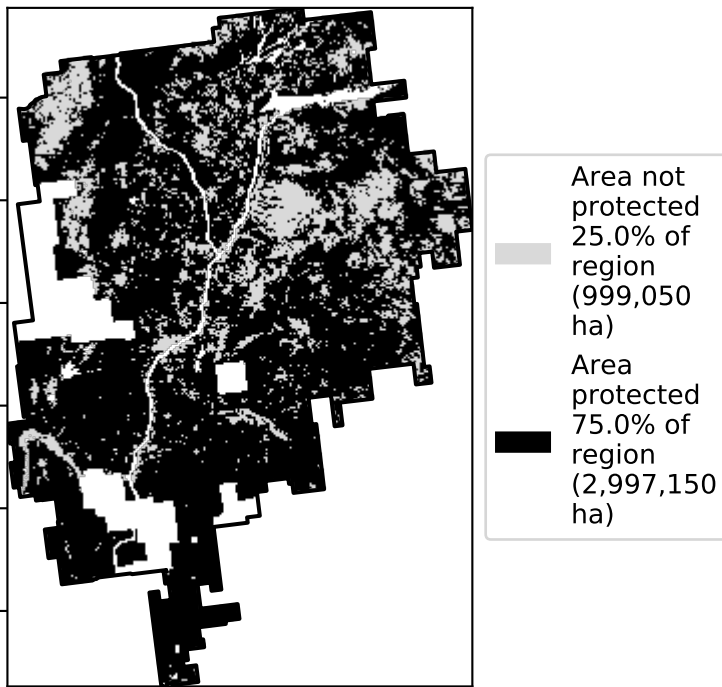 Area not
protected
25.0% of
region
(999,050
ha)
Area
protected
75.0% of
region
(2,997,150
ha)